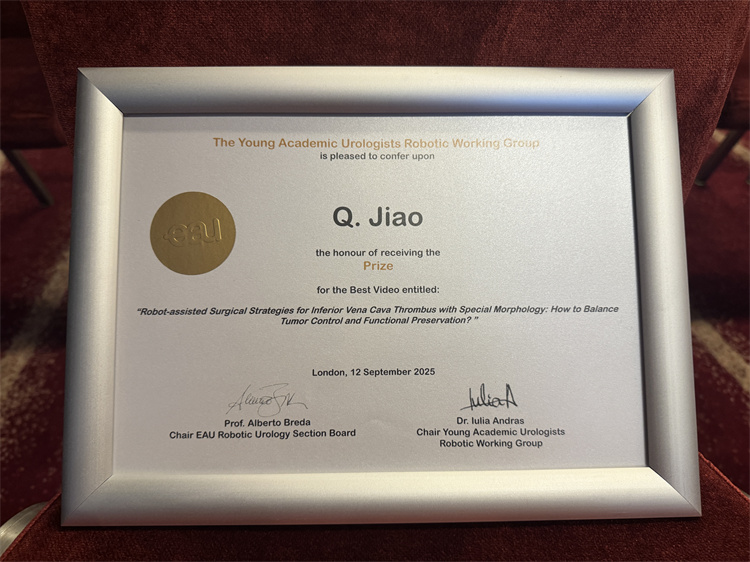 The Young Academic Urologists Robotic Working Group
is pleased to confer upon
eau
Q. Jiao
the honour of receiving the
Prize
for the Best Video entitled:
“Robot-assisted Surgical Strategies for Inferior Vena Cava Thrombus with Special Morphology: How to Balance
Tumor Control and Functional Preservation? ”
London, 12 September 2025
Prof. Alberto Breda
Chair EAU Robotic Urology Section Board
IuliaA
Dr. Iulia Andras
Chair Young Academic Urologists
Robotic Working Group